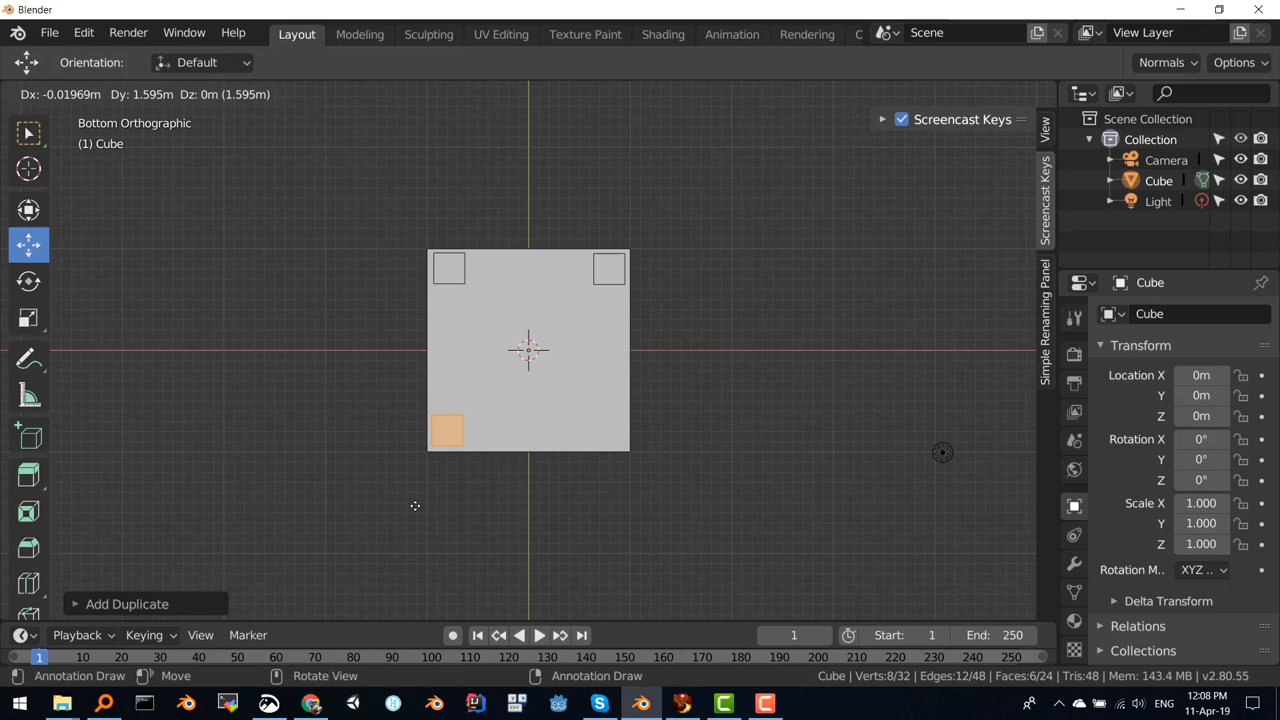 Blender
File Edit Render Window Help Layout Modeling Sculpting UV Editing Texture Paint Shading Animation Rendering C Scene View Layer
Orientation: Default Normals Options
Dx: -0.01969m Dy: 1.595m Dz: 0m (1.595m)
Bottom Orthographic
(1) Cube
Screencast Keys
View
Screencast Keys
Simple Renaming Panel
Scene Collection
Collection
Camera
Cube
Light
Cube
Cube
Transform
Location X 0m
Y 0m
Z 0m
Rotation X 0°
Y 0°
Z 0°
Scale X 1.000
Y 1.000
Z 1.000
Rotation M.. XYZ ..
Delta Transform
Relations
Collections
Add Duplicate
Playback Keying View Marker 1 Start: 1 End: 250
1 10 20 30 40 50 60 70 80 90 100 110 120 130 140 150 160 170 180 190 200 210 220 230 240 250
Annotation Draw Move Rotate View Annotation Draw Cube | Verts:8/32 | Edges:12/48 | Faces:6/24 | Tris:48 | Mem: 143.4 MB | v2.80.55
ENG 12:08 PM
11-Apr-19